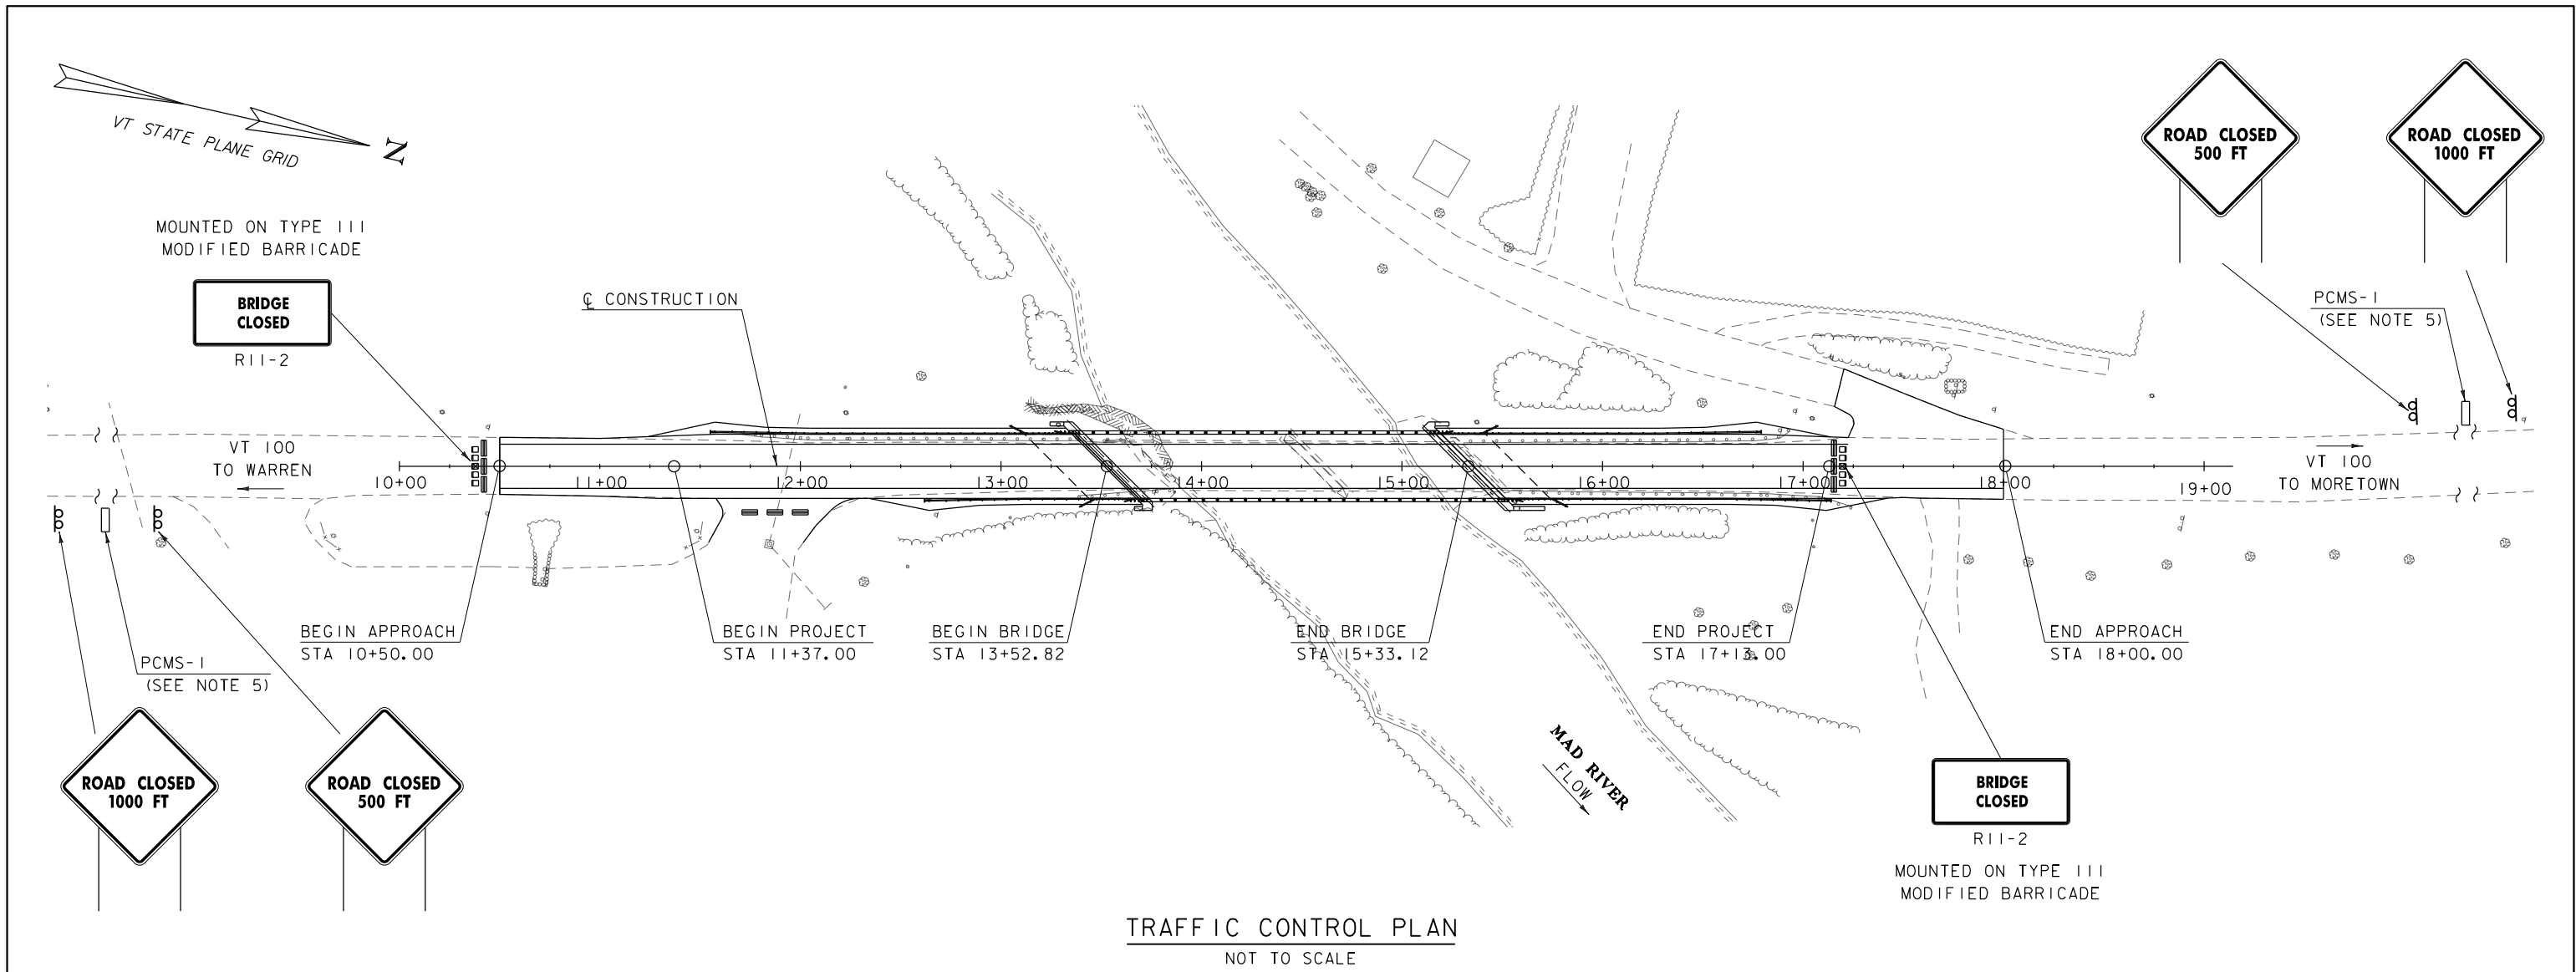 VT STATE PLANE GRID
N
ROAD CLOSED
500 FT
ROAD CLOSED
1000 FT
MOUNTED ON TYPE III
MODIFIED BARRICADE
BRIDGE
CLOSED
R11-2
℄ CONSTRUCTION
PCMS-1
(SEE NOTE 5)
VT 100
TO WARREN
VT 100
TO MORETOWN
10+00
11+00
12+00
13+00
14+00
15+00
16+00
17+00
18+00
19+00
BEGIN APPROACH
STA 10+50.00
BEGIN PROJECT
STA 11+37.00
BEGIN BRIDGE
STA 13+52.82
END BRIDGE
STA 15+33.12
END PROJECT
STA 17+13.00
END APPROACH
STA 18+00.00
PCMS-1
(SEE NOTE 5)
ROAD CLOSED
1000 FT
ROAD CLOSED
500 FT
MAD RIVER
FLOW
BRIDGE
CLOSED
R11-2
MOUNTED ON TYPE III
MODIFIED BARRICADE
TRAFFIC CONTROL PLAN
NOT TO SCALE